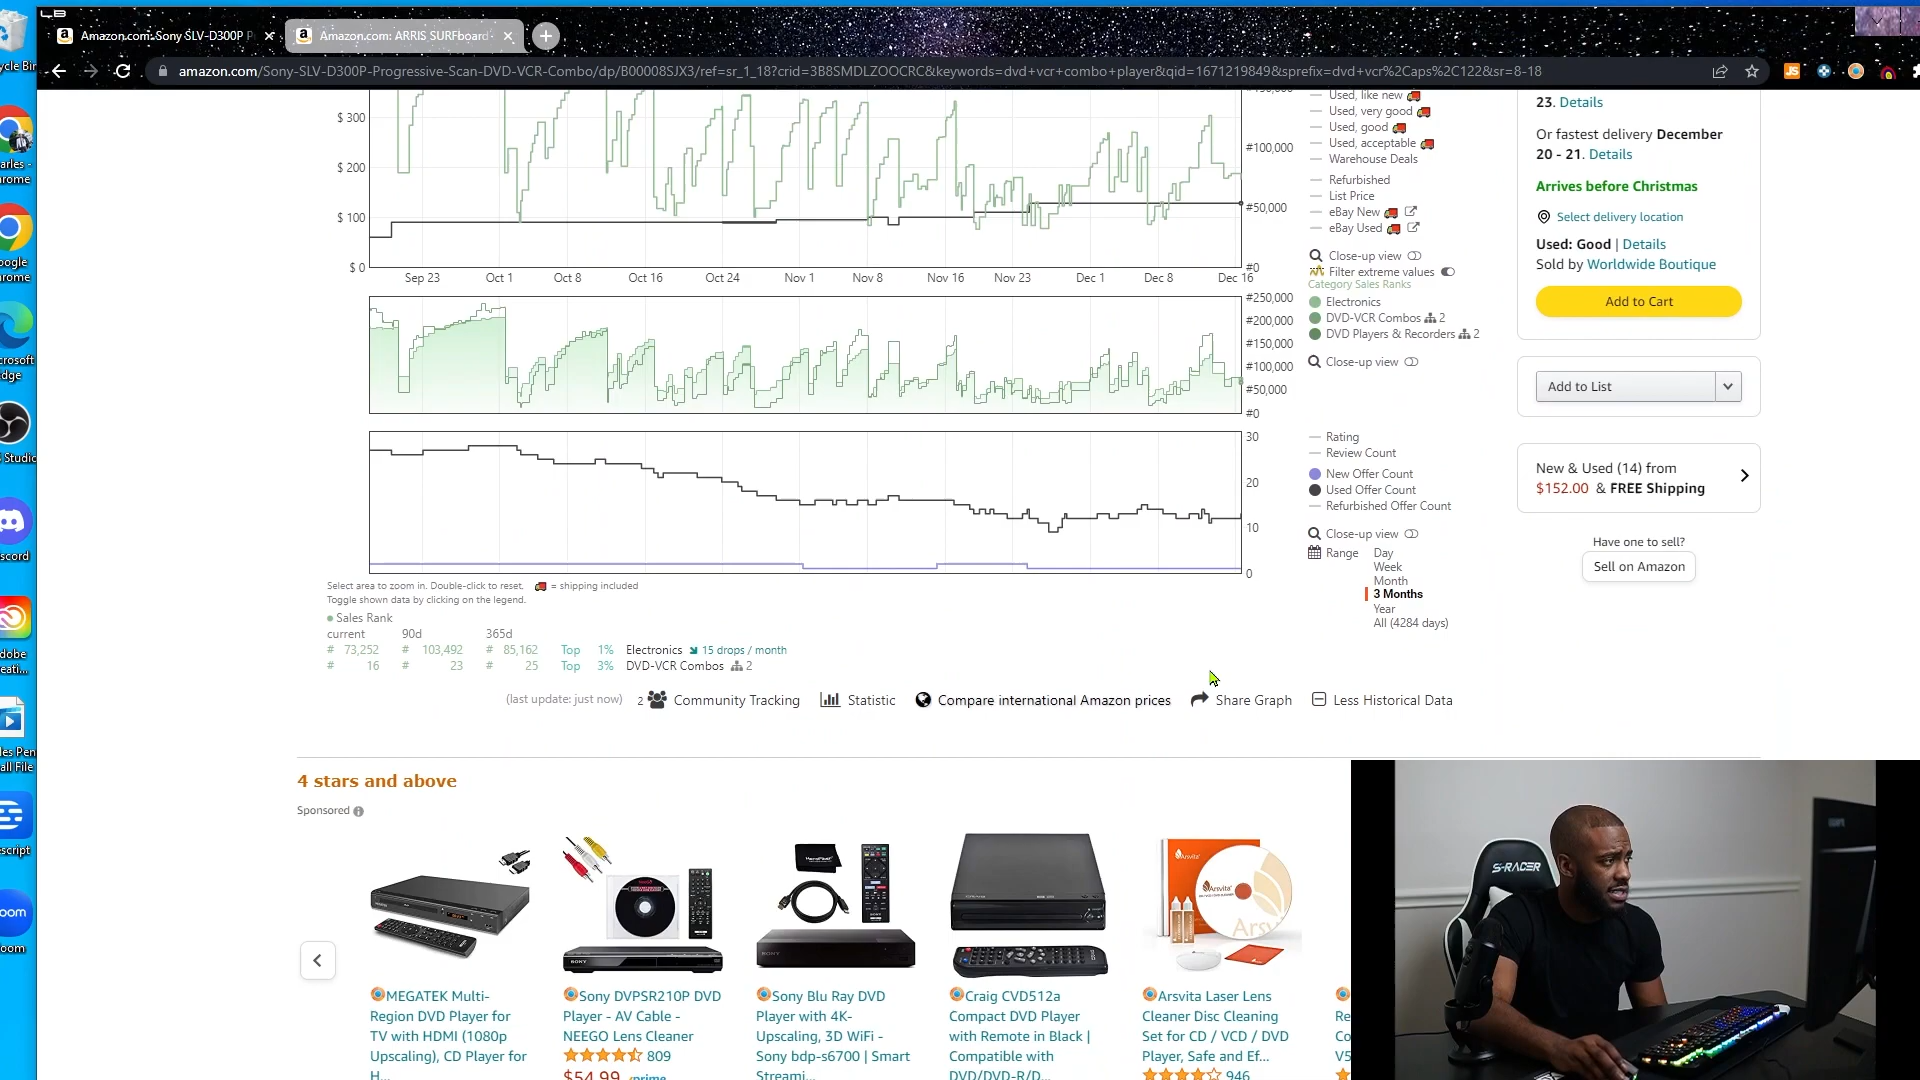 Amazon.com: Sony SLV-D300P P
Amazon.com: ARRIS SURFboard
amazon.com/Sony-SLV-D300P-Progressive-Scan-DVD-VCR-Combo/dp/B00008SJX3/ref=sr_1_18?crid=3B8SMDLZOOCRC&keywords=dvd+vcr+combo+player&qid=1671219849&sprefix=dvd+vcr%2Caps%2C122&sr=8-18
$ 300
$ 200
$ 100
$ 0
#100,000
#50,000
#0
Sep 23 Oct 1 Oct 8 Oct 16 Oct 24 Nov 1 Nov 8 Nov 16 Nov 23 Dec 1 Dec 8 Dec 16
Used, like new
Used, very good
Used, good
Used, acceptable
Warehouse Deals
Refurbished
List Price
eBay New
eBay Used
Close-up view
Filter extreme values
Category Sales Ranks
Electronics
DVD-VCR Combos 2
DVD Players & Recorders 2
Close-up view
#250,000
#200,000
#150,000
#100,000
#50,000
#0
30
20
10
0
Rating
Review Count
New Offer Count
Used Offer Count
Refurbished Offer Count
Close-up view
Range
Day
Week
Month
3 Months
Year
All (4284 days)
Select area to zoom in. Double-click to reset. = shipping included
Toggle shown data by clicking on the legend.
Sales Rank
current 90d 365d
# 73,252 # 103,492 # 85,162 Top 1% Electronics 15 drops / month
# 16 # 23 # 25 Top 3% DVD-VCR Combos 2
(last update: just now) 2 Community Tracking Statistic Compare international Amazon prices Share Graph Less Historical Data
23. Details
Or fastest delivery December
20 - 21. Details
Arrives before Christmas
Select delivery location
Used: Good | Details
Sold by Worldwide Boutique
Add to Cart
Add to List
New & Used (14) from
$152.00 & FREE Shipping
Have one to sell?
Sell on Amazon
4 stars and above
Sponsored
MEGATEK Multi-
Region DVD Player for
TV with HDMI (1080p
Upscaling), CD Player for
H...
Sony DVPSR210P DVD
Player - AV Cable -
NEEGO Lens Cleaner
809
$54.99 prime
Sony Blu Ray DVD
Player with 4K-
Upscaling, 3D WiFi -
Sony bdp-s6700 | Smart
Streami...
Craig CVD512a
Compact DVD Player
with Remote in Black |
Compatible with
DVD/DVD-R/D...
Arsvita Laser Lens
Cleaner Disc Cleaning
Set for CD / VCD / DVD
Player, Safe and Ef...
946
Re
Co
V5
S-RACER